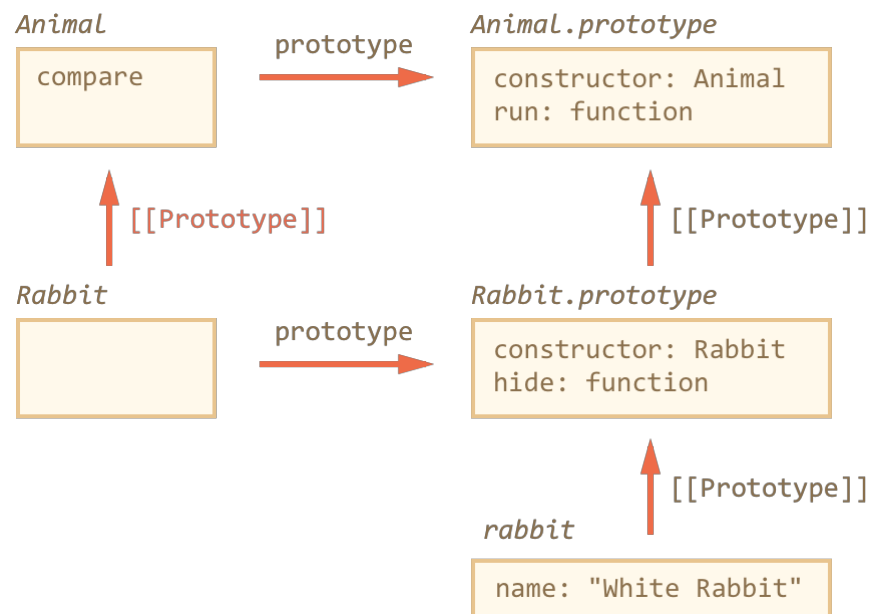 Animal
prototype
Animal.prototype
compare
constructor: Animal
run: function
[[Prototype]]
[[Prototype]]
Rabbit
prototype
Rabbit.prototype
constructor: Rabbit
hide: function
[[Prototype]]
rabbit
name: "White Rabbit"